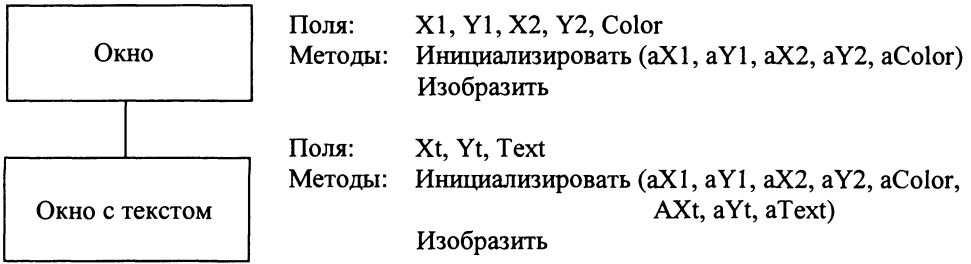 Окно
Поля: X1, Y1, X2, Y2, Color
Методы: Инициализировать (aX1, aY1, aX2, aY2, aColor)
Изобразить
Окно с текстом
Поля: Xt, Yt, Text
Методы: Инициализировать (aX1, aY1, aX2, aY2, aColor,
AXt, aYt, aText)
Изобразить